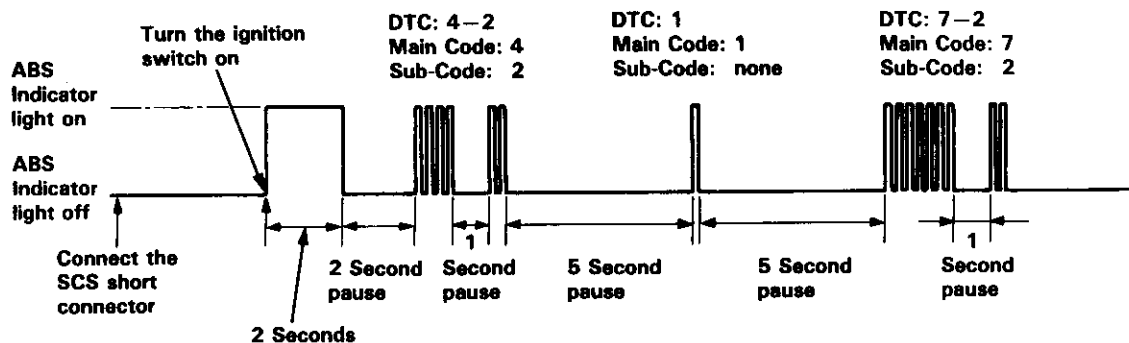 Turn the ignition
switch on
DTC: 4−2
Main Code: 4
Sub-Code: 2
DTC: 1
Main Code: 1
Sub-Code: none
DTC: 7−2
Main Code: 7
Sub-Code: 2
ABS
Indicator
light on
ABS
Indicator
light off
Connect the
SCS short
connector
2 Seconds
2 Second
pause
1
Second
pause
5 Second
pause
5 Second
pause
1
Second
pause